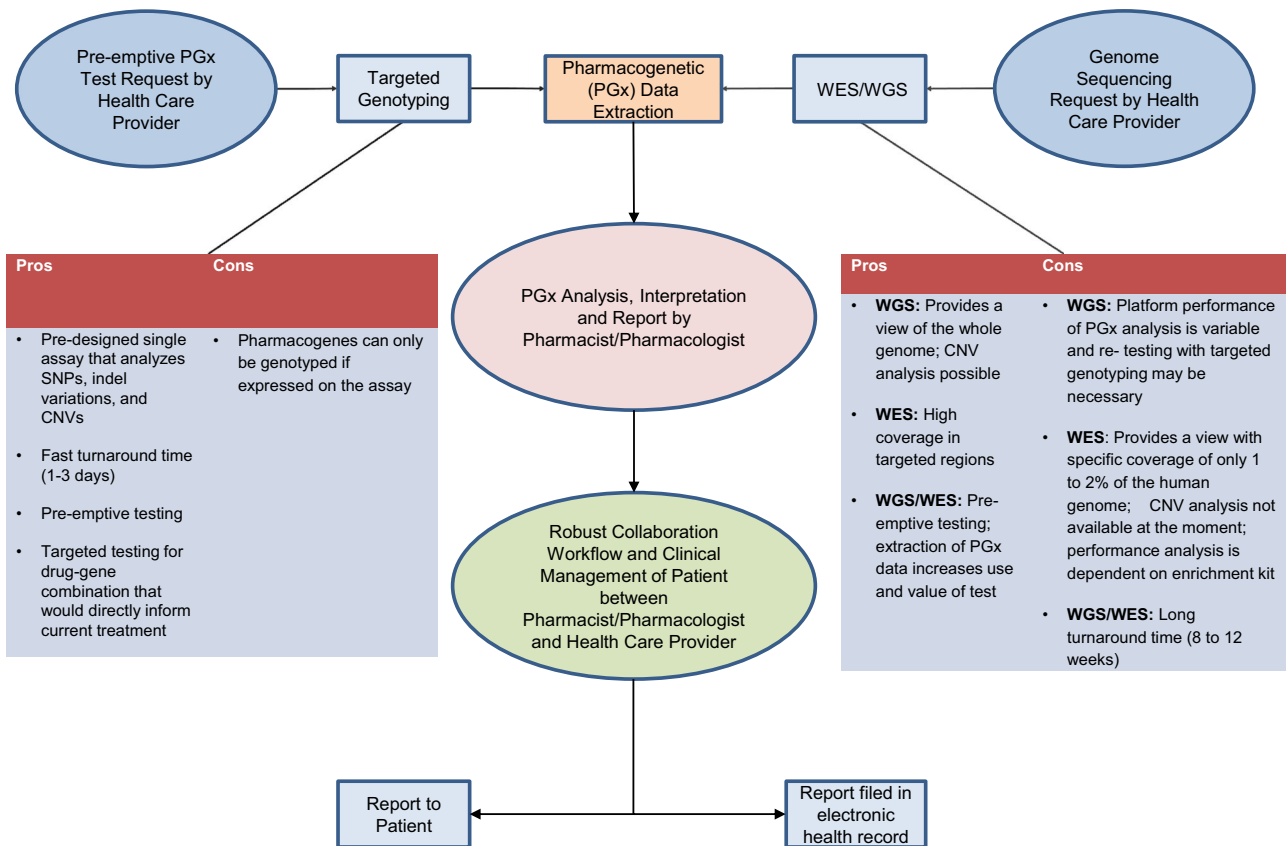 Pre-emptive PGx
Test Request by
Health Care
Provider
Targeted
Genotyping
Pharmacogenetic
(PGx) Data
Extraction
WES/WGS
Genome
Sequencing
Request by Health
Care Provider
Pros
Cons
• Pre-designed single
assay that analyzes
SNPs, indel
variations, and
CNVs
• Fast turnaround time
(1-3 days)
• Pre-emptive testing
• Targeted testing for
drug-gene
combination that
would directly inform
current treatment
• Pharmacogenes can only
be genotyped if
expressed on the assay
PGx Analysis, Interpretation
and Report by
Pharmacist/Pharmacologist
Robust Collaboration
Workflow and Clinical
Management of Patient
between
Pharmacist/Pharmacologist
and Health Care Provider
Pros
Cons
• WGS: Provides a
view of the whole
genome; CNV
analysis possible
• WES: High
coverage in
targeted regions
• WGS/WES: Pre-
emptive testing;
extraction of PGx
data increases use
and value of test
• WGS: Platform performance
of PGx analysis is variable
and re- testing with targeted
genotyping may be
necessary
• WES: Provides a view with
specific coverage of only 1
to 2% of the human
genome; CNV analysis not
available at the moment;
performance analysis is
dependent on enrichment kit
• WGS/WES: Long
turnaround time (8 to 12
weeks)
Report to
Patient
Report filed in
electronic
health record